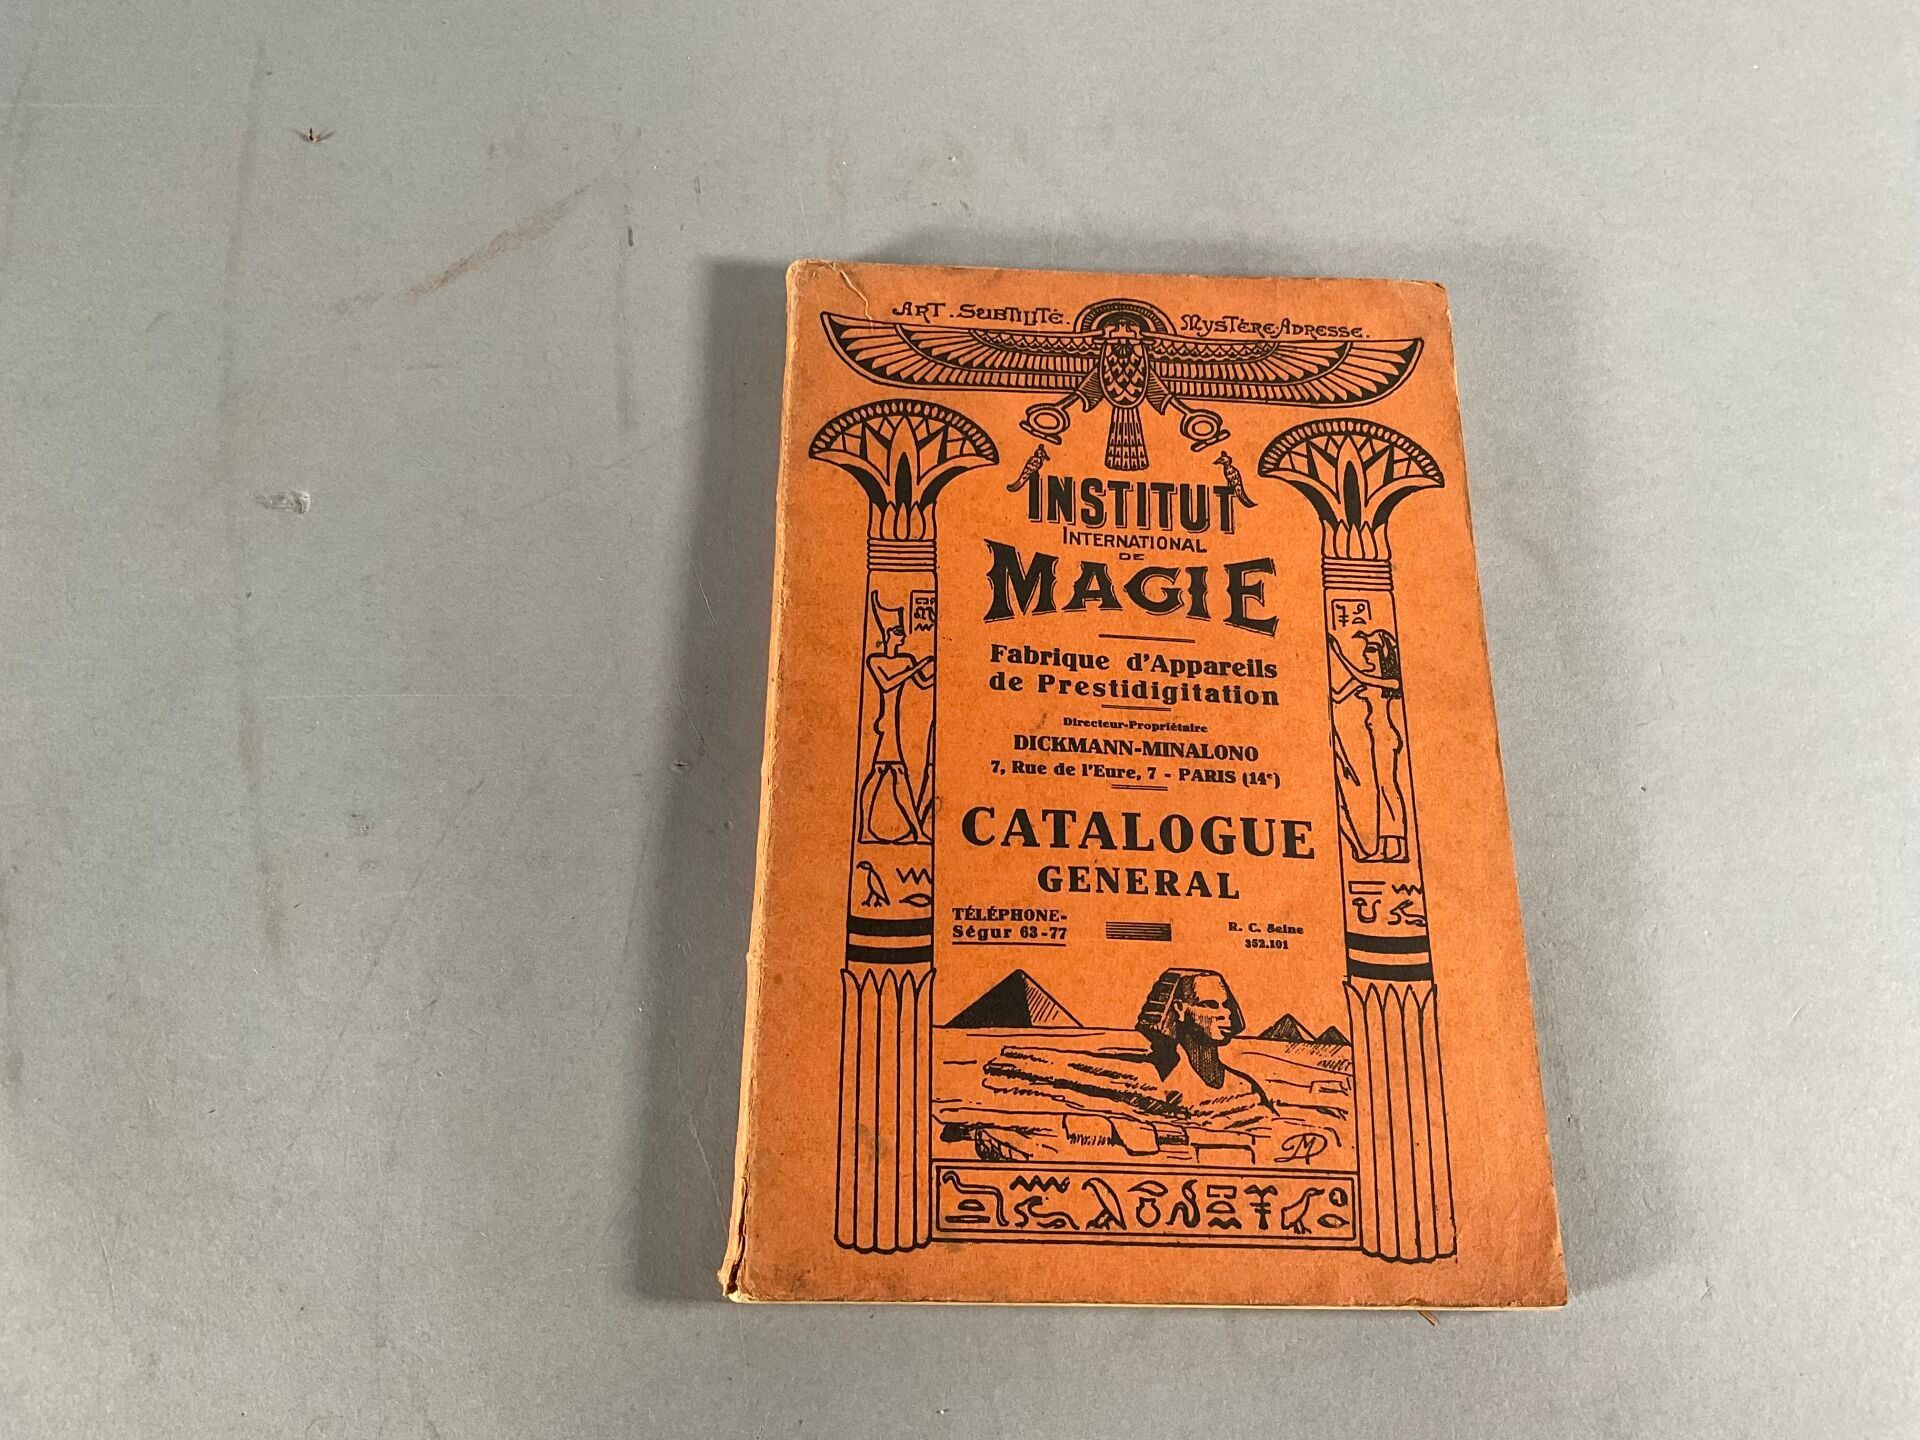 ART. SUBTILITÉ. MYSTÈRE. ADRESSE.
INSTITUT
INTERNATIONAL
DE
MAGIE
Fabrique d'Appareils
de Prestidigitation
Directeur-Propriétaire
DICKMANN-MINALONO
7, Rue de l'Eure, 7 - PARIS (14e)
CATALOGUE
GENERAL
TÉLÉPHONE-
Ségur 63-77
R. C. Seine
352.101
MD